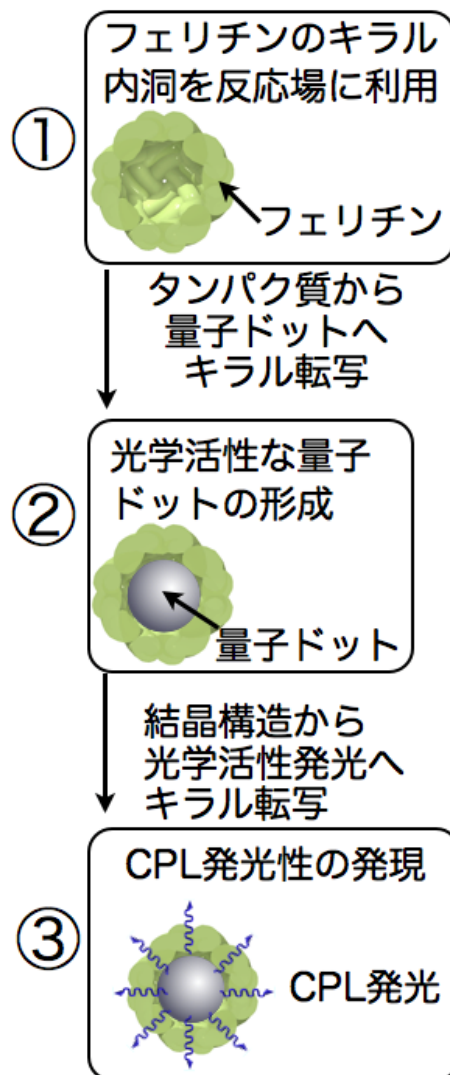 フェリチンのキラル
内洞を反応場に利用
①
フェリチン
タンパク質から
量子ドットへ
キラル転写
光学活性な量子
ドットの形成
②
量子ドット
結晶構造から
光学活性発光へ
キラル転写
CPL発光性の発現
③
CPL発光